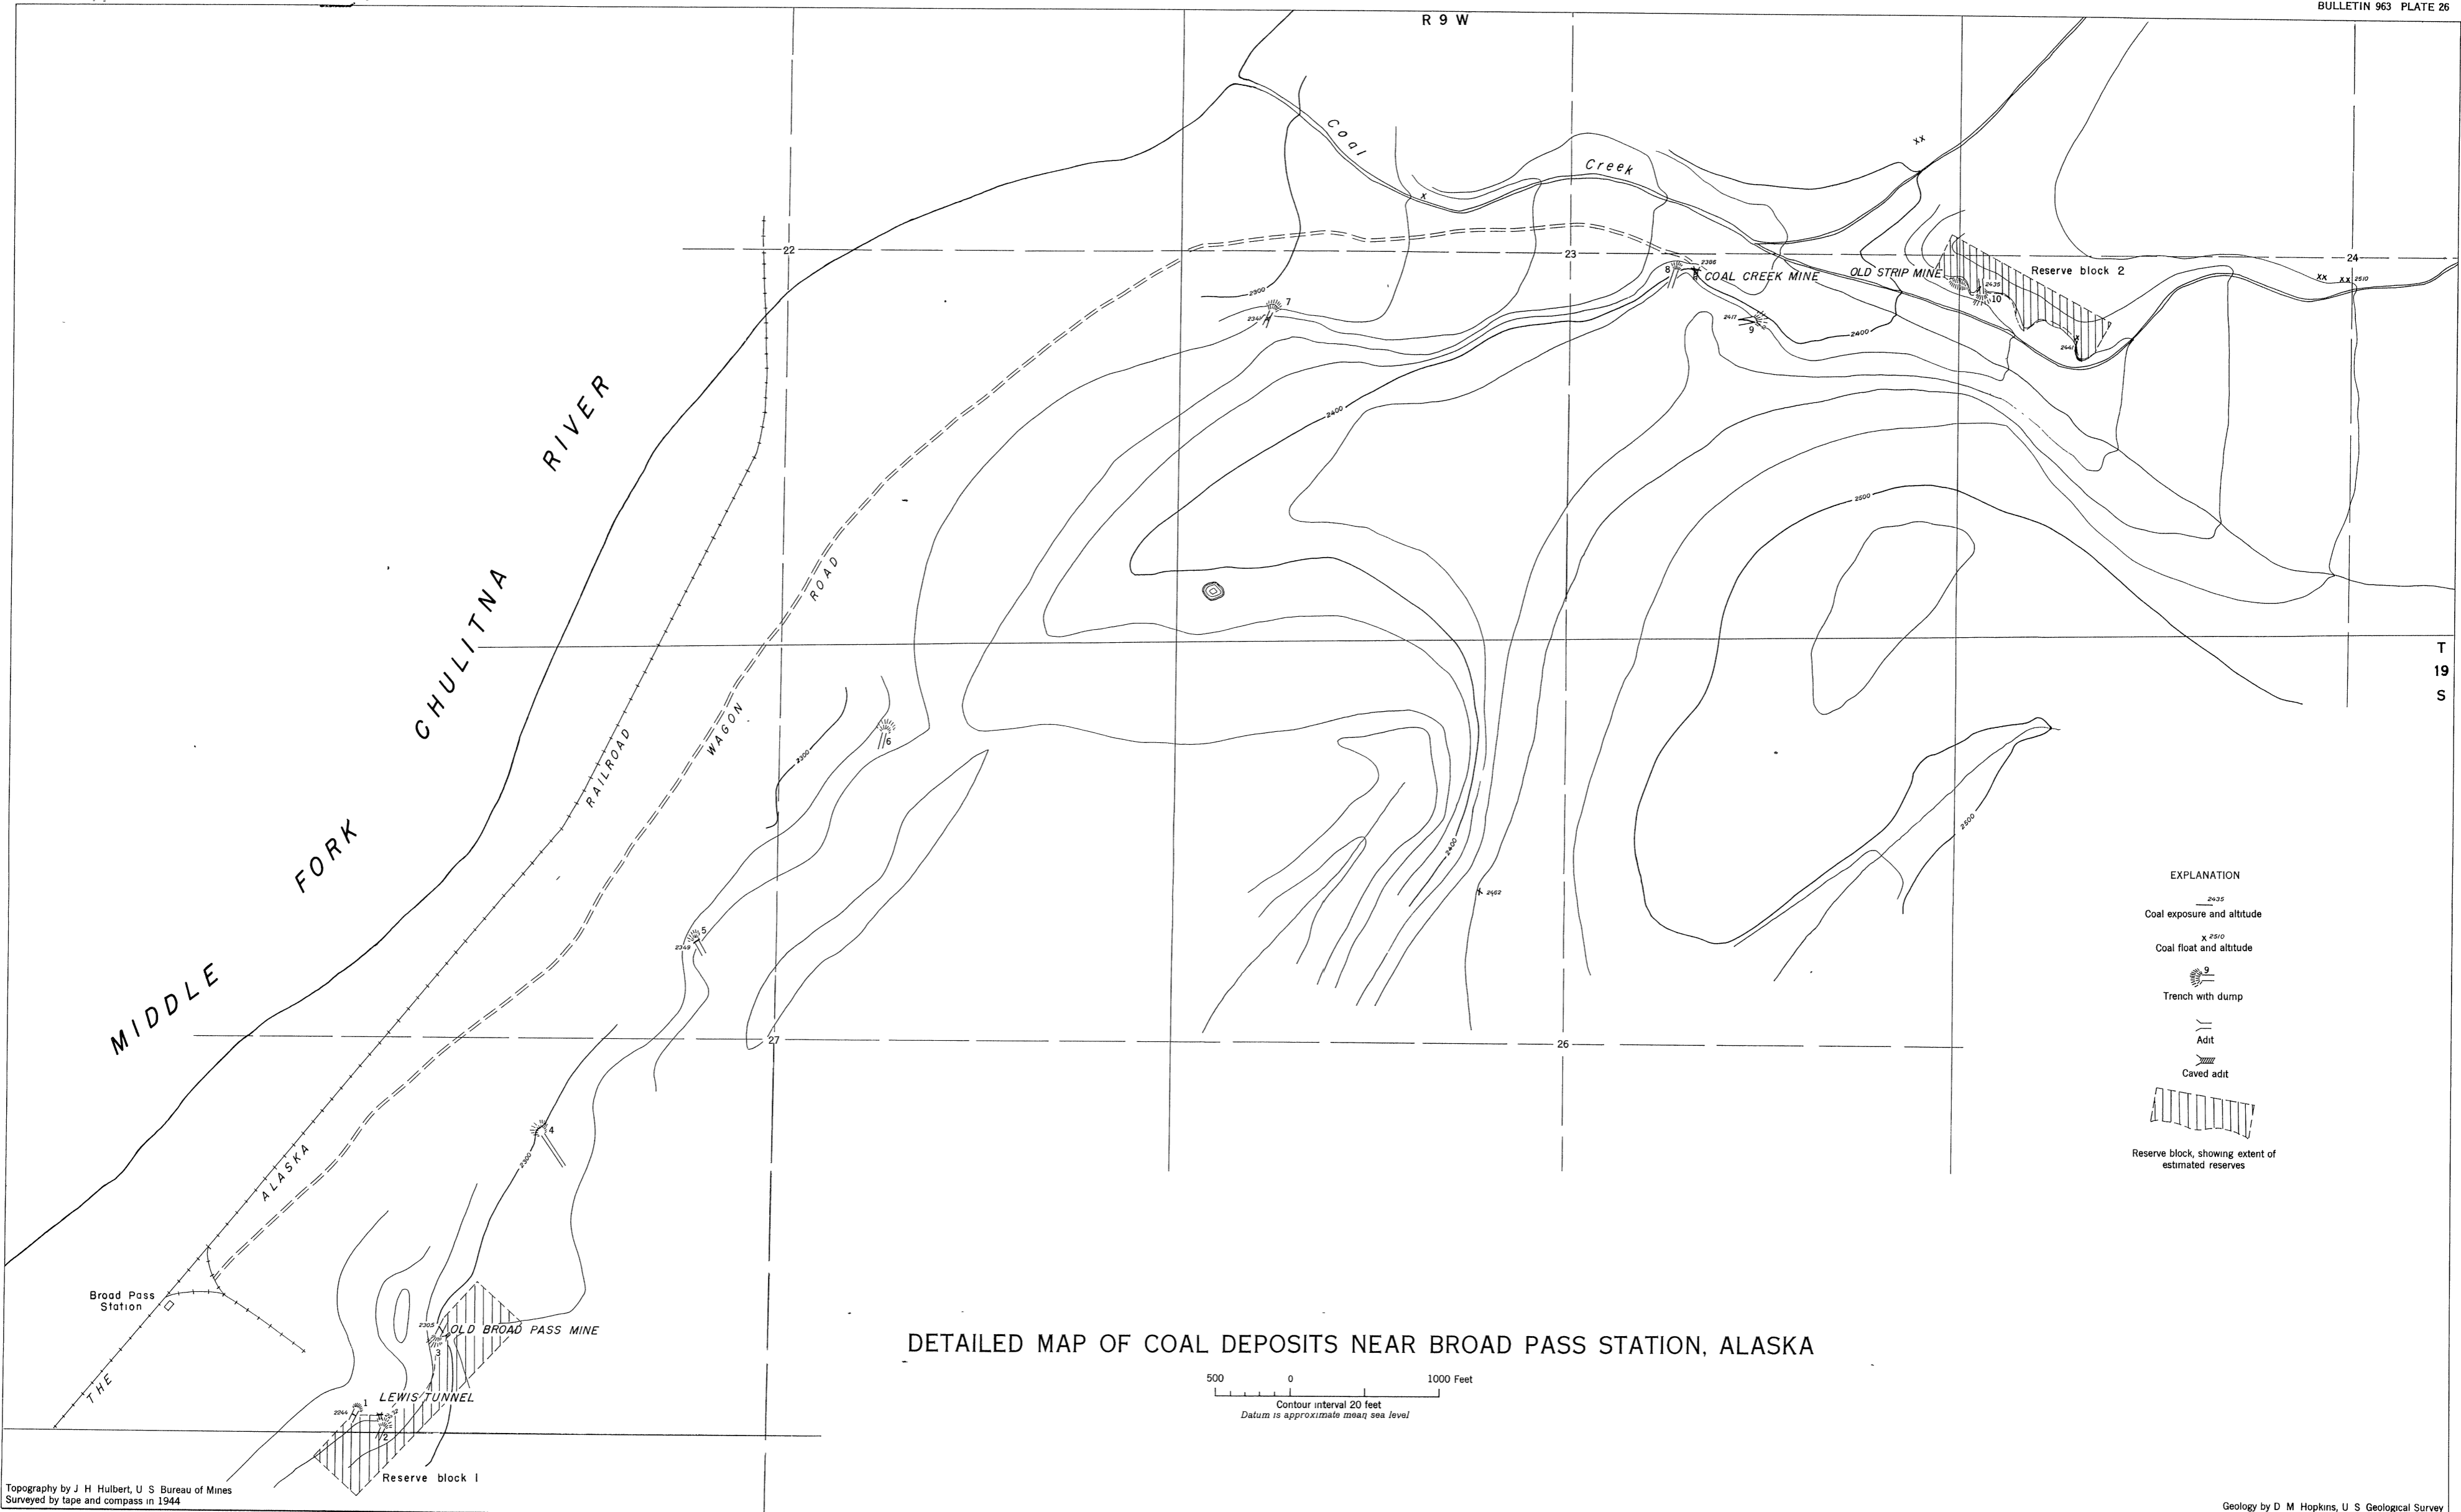 BULLETIN 963 PLATE 26
R 9 W
Coal
Creek
22
23
24
8
2386
COAL CREEK MINE
OLD STRIP MINE
Reserve block 2
2435
10
2510
2300
7
2417
9
2400
2441
2400
2500
MIDDLE FORK CHULITNA RIVER
WAGON ROAD
T
19
S
6
2300
2500
2400
2462
5
2349
27
26
4
2300
THE ALASKA RAILROAD
Broad Pass
Station
2305
OLD BROAD PASS MINE
3
LEWIS TUNNEL
2244
1
2
Reserve block 1
EXPLANATION
2435
Coal exposure and altitude
x 2510
Coal float and altitude
9
Trench with dump
Adit
Caved adit
Reserve block, showing extent of
estimated reserves
DETAILED MAP OF COAL DEPOSITS NEAR BROAD PASS STATION, ALASKA
500 0 1000 Feet
Contour interval 20 feet
Datum is approximate mean sea level
Topography by J H Hulbert, U S Bureau of Mines
Surveyed by tape and compass in 1944
Geology by D M Hopkins, U S Geological Survey